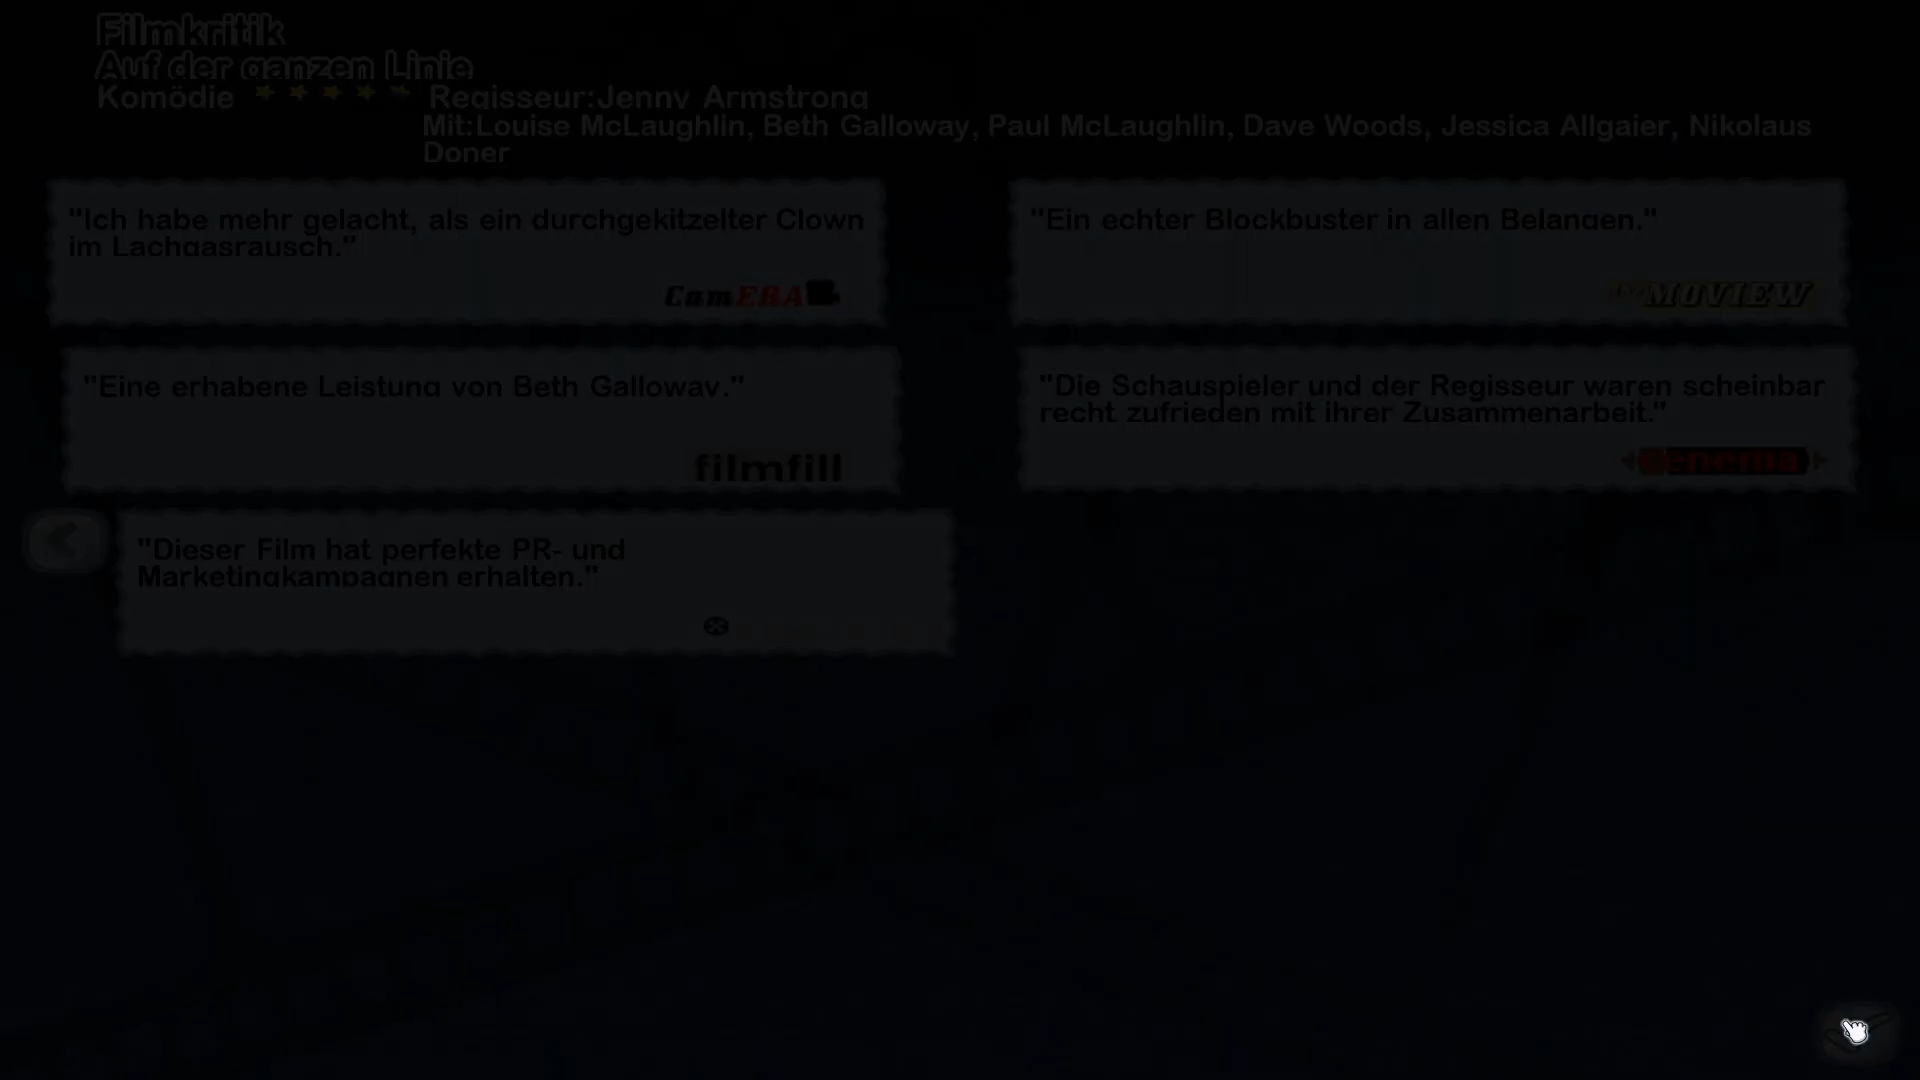 Filmkritik
Auf der ganzen Linie
Komödie Regisseur:Jenny Armstrong
Mit:Louise McLaughlin, Beth Galloway, Paul McLaughlin, Dave Woods, Jessica Allgaier, Nikolaus
Doner
"Ich habe mehr gelacht, als ein durchgekitzelter Clown
im Lachgasrausch."
CamERA
"Ein echter Blockbuster in allen Belangen."
MOVIEW
"Eine erhabene Leistung von Beth Galloway."
filmfill
"Die Schauspieler und der Regisseur waren scheinbar
recht zufrieden mit ihrer Zusammenarbeit."
"Dieser Film hat perfekte PR- und
Marketingkampagnen erhalten."